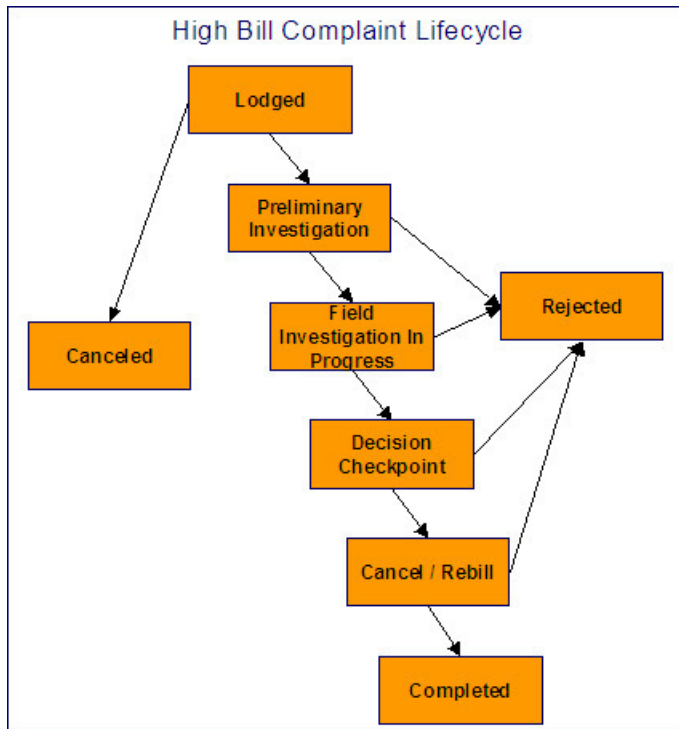 High Bill Complaint Lifecycle
Lodged
Preliminary
Investigation
Field
Investigation In
Progress
Rejected
Canceled
Decision
Checkpoint
Cancel / Rebill
Completed